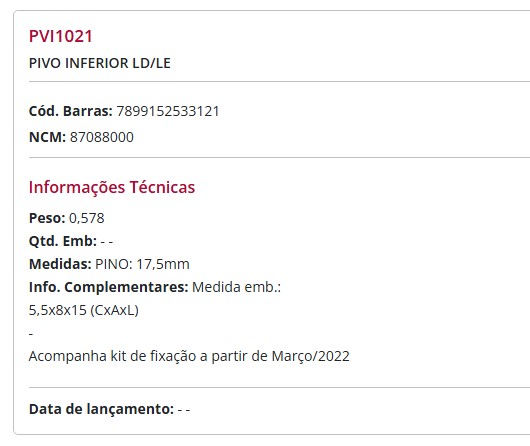 PVI1021
PIVO INFERIOR LD/LE
Cód. Barras: 7899152533121
NCM: 87088000
Informações Técnicas
Peso: 0,578
Qtd. Emb: - -
Medidas: PINO: 17,5mm
Info. Complementares: Medida emb.:
5,5x8x15 (CxAxL)
-
Acompanha kit de fixação a partir de Março/2022
Data de lançamento: - -